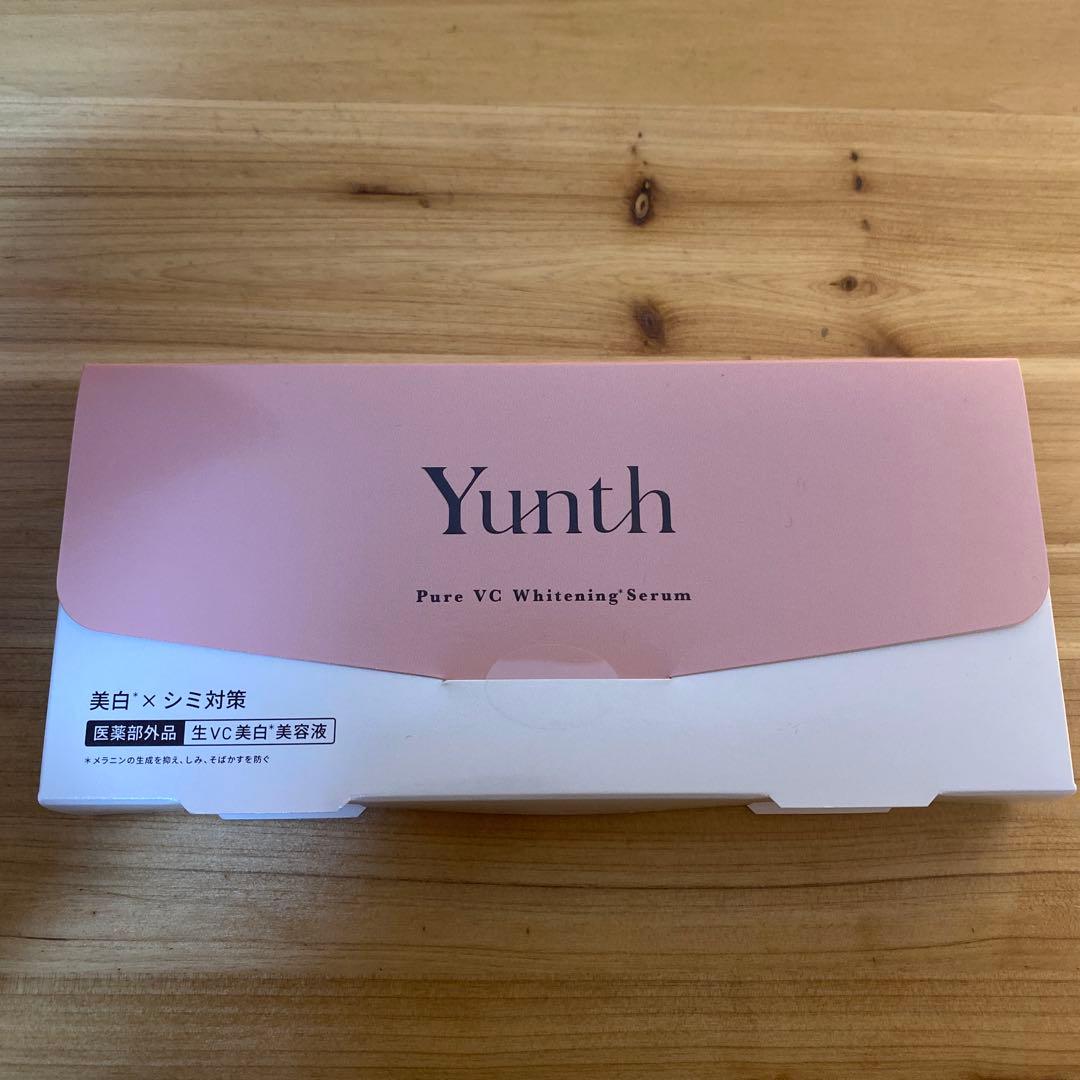 Yunth
Pure VC Whitening*Serum
美白*×シミ対策
医薬部外品 生VC美白*美容液
*メラニンの生成を抑え、しみ、そばかすを防ぐ